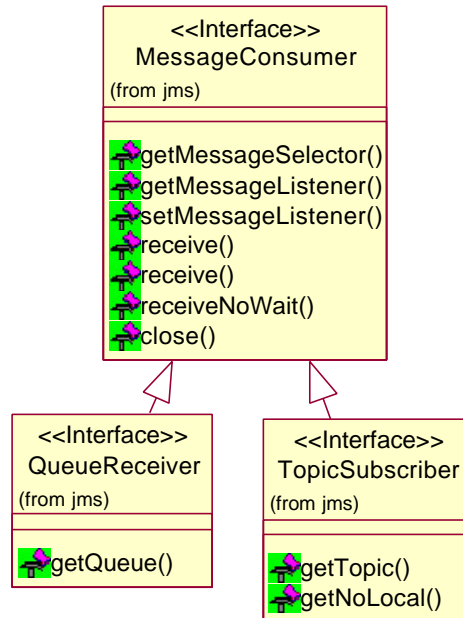 <<Interface>>
MessageConsumer
(from jms)
getMessageSelector()
getMessageListener()
setMessageListener()
receive()
receive()
receiveNoWait()
close()
<<Interface>>
QueueReceiver
(from jms)
getQueue()
<<Interface>>
TopicSubscriber
(from jms)
getTopic()
getNoLocal()